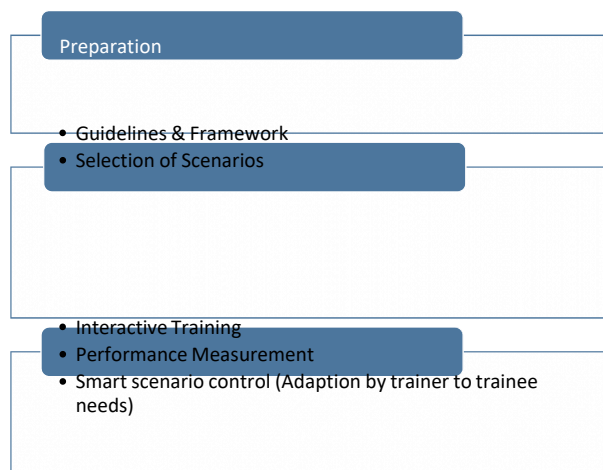 Preparation
• Guidelines & Framework
• Selection of Scenarios
• Interactive Training
• Performance Measurement
• Smart scenario control (Adaption by trainer to trainee
needs)